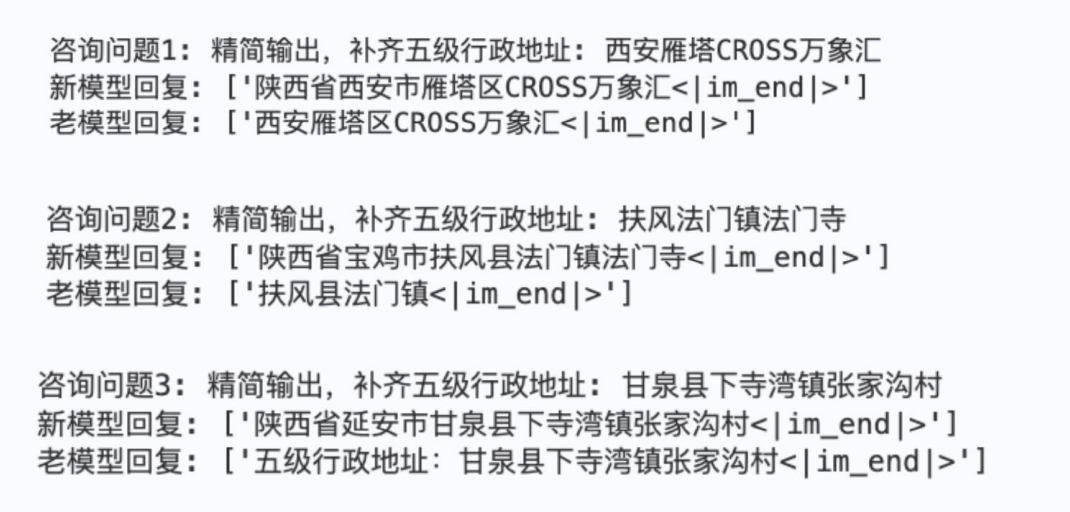 咨询问题1: 精简输出，补齐五级行政地址: 西安雁塔CROSS万象汇
新模型回复: ['陕西省西安市雁塔区CROSS万象汇<|im_end|>']
老模型回复: ['西安雁塔区CROSS万象汇<|im_end|>']
咨询问题2: 精简输出，补齐五级行政地址: 扶风法门镇法门寺
新模型回复: ['陕西省宝鸡市扶风县法门镇法门寺<|im_end|>']
老模型回复: ['扶风县法门镇<|im_end|>']
咨询问题3: 精简输出，补齐五级行政地址: 甘泉县下寺湾镇张家沟村
新模型回复: ['陕西省延安市甘泉县下寺湾镇张家沟村<|im_end|>']
老模型回复: ['五级行政地址：甘泉县下寺湾镇张家沟村<|im_end|>']